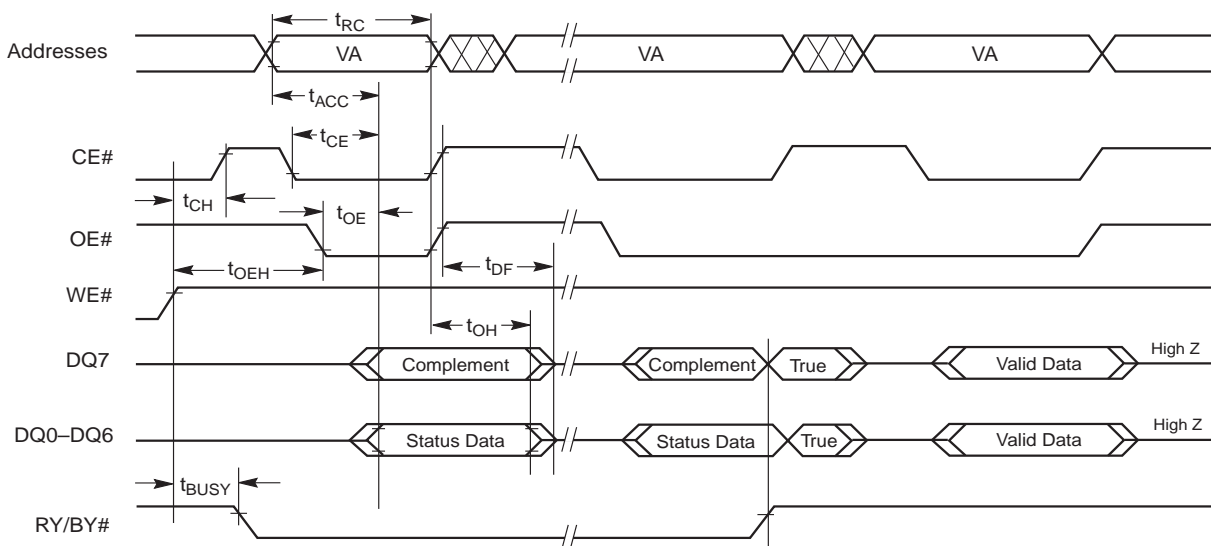 tRC
Addresses
VA
VA
VA
tACC
tCE
CE#
tCH
tOE
OE#
tOEH
tDF
WE#
tOH
DQ7
Complement
Complement
True
Valid Data
High Z
DQ0–DQ6
Status Data
Status Data
True
Valid Data
High Z
tBUSY
RY/BY#